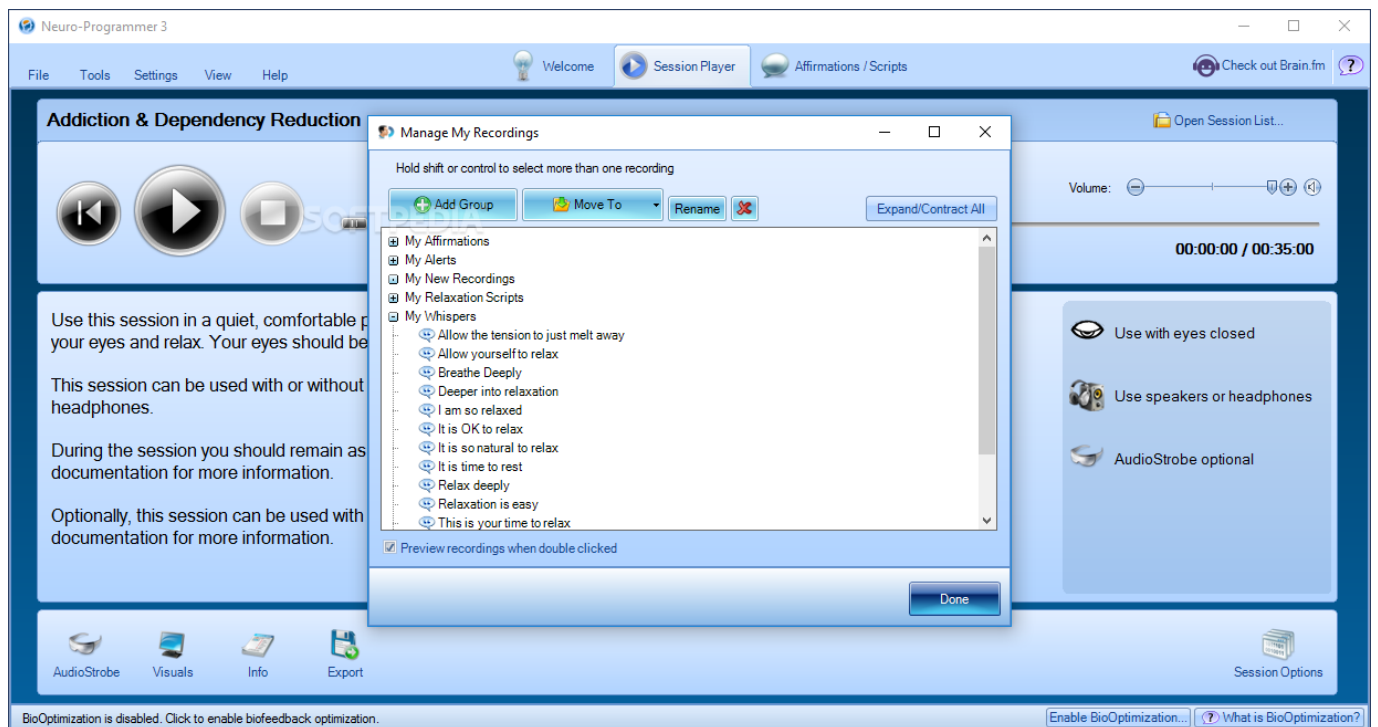 Neuro-Programmer 3
File Tools Settings View Help
Welcome
Session Player
Affirmations / Scripts
Check out Brain.fm
?
Addiction & Dependency Reduction
Open Session List...
Manage My Recordings
Hold shift or control to select more than one recording
Add Group
Move To
Rename
Expand/Contract All
SOFTPEDIA
My Affirmations
My Alerts
My New Recordings
My Relaxation Scripts
My Whispers
Allow the tension to just melt away
Allow yourself to relax
Breathe Deeply
Deeper into relaxation
I am so relaxed
It is OK to relax
It is so natural to relax
It is time to rest
Relax deeply
Relaxation is easy
This is your time to relax
Preview recordings when double clicked
Done
Volume:
00:00:00 / 00:35:00
Use this session in a quiet, comfortable p
your eyes and relax. Your eyes should be
This session can be used with or without
headphones.
During the session you should remain as
documentation for more information.
Optionally, this session can be used with
documentation for more information.
Use with eyes closed
Use speakers or headphones
AudioStrobe optional
AudioStrobe
Visuals
Info
Export
Session Options
BioOptimization is disabled. Click to enable biofeedback optimization.
Enable BioOptimization...
? What is BioOptimization?